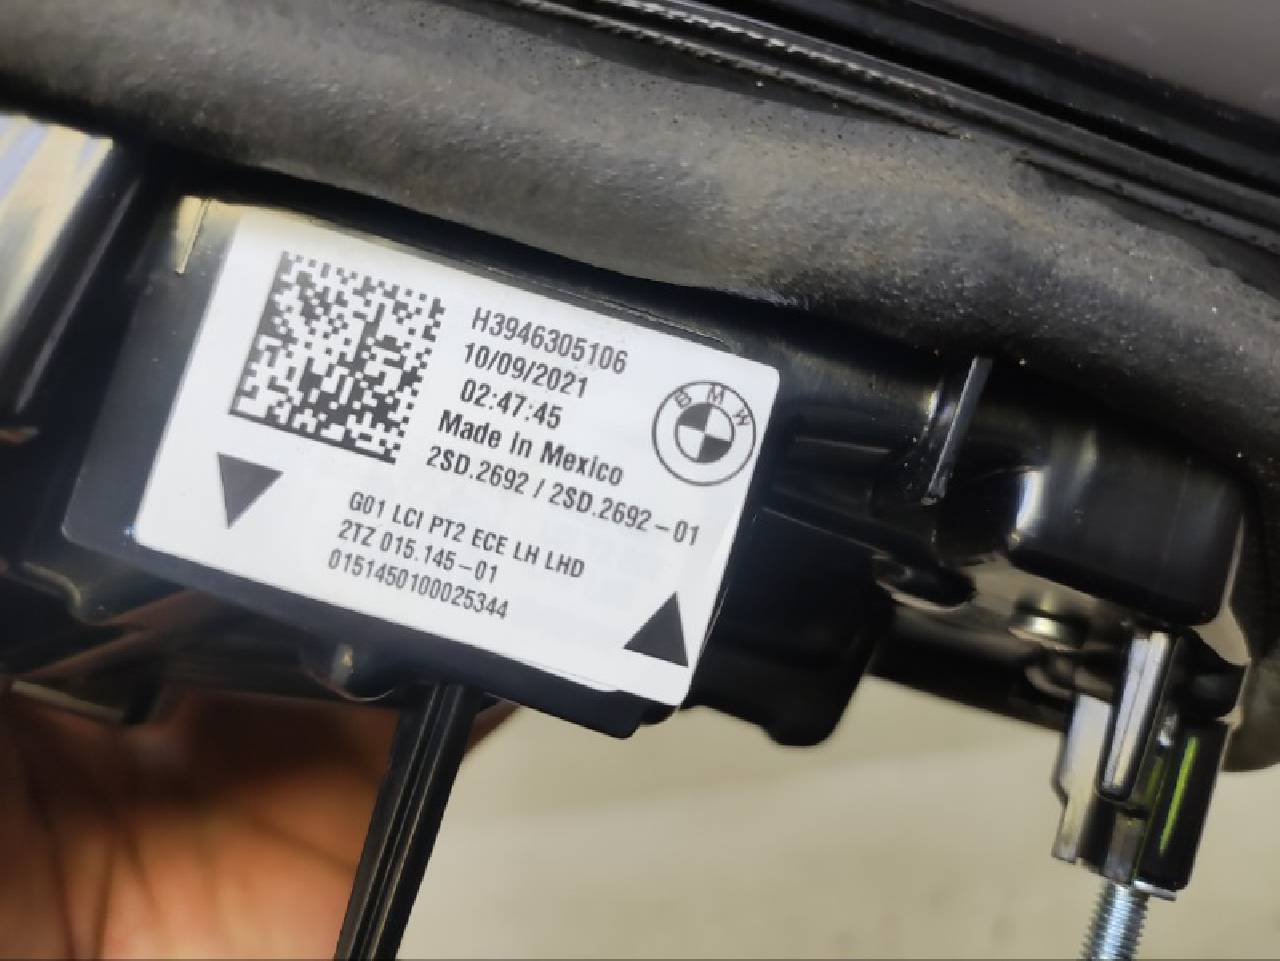 H3946305106
10/09/2021
02:47:45
Made in Mexico
2SD.2692 / 2SD.2692-01
BMW
G01 LCI PT2 ECE LH LHD
2TZ 015.145-01
0151450100025344